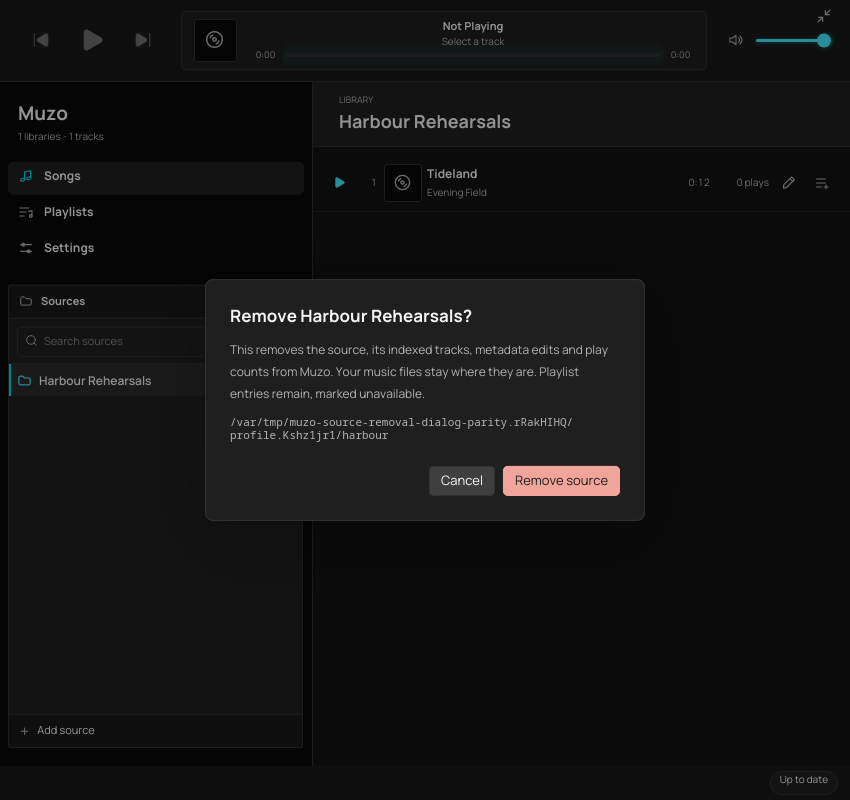 Not Playing
Select a track
0:00
0:00
Muzo
1 libraries - 1 tracks
Songs
Playlists
Settings
Sources
Search sources
Harbour Rehearsals
Add source
LIBRARY
Harbour Rehearsals
1
Tideland
Evening Field
0:12
0 plays
Remove Harbour Rehearsals?
This removes the source, its indexed tracks, metadata edits and play
counts from Muzo. Your music files stay where they are. Playlist
entries remain, marked unavailable.
/var/tmp/muzo-source-removal-dialog-parity.rRakHIHQ/
profile.Kshz1jr1/harbour
Cancel
Remove source
Up to date